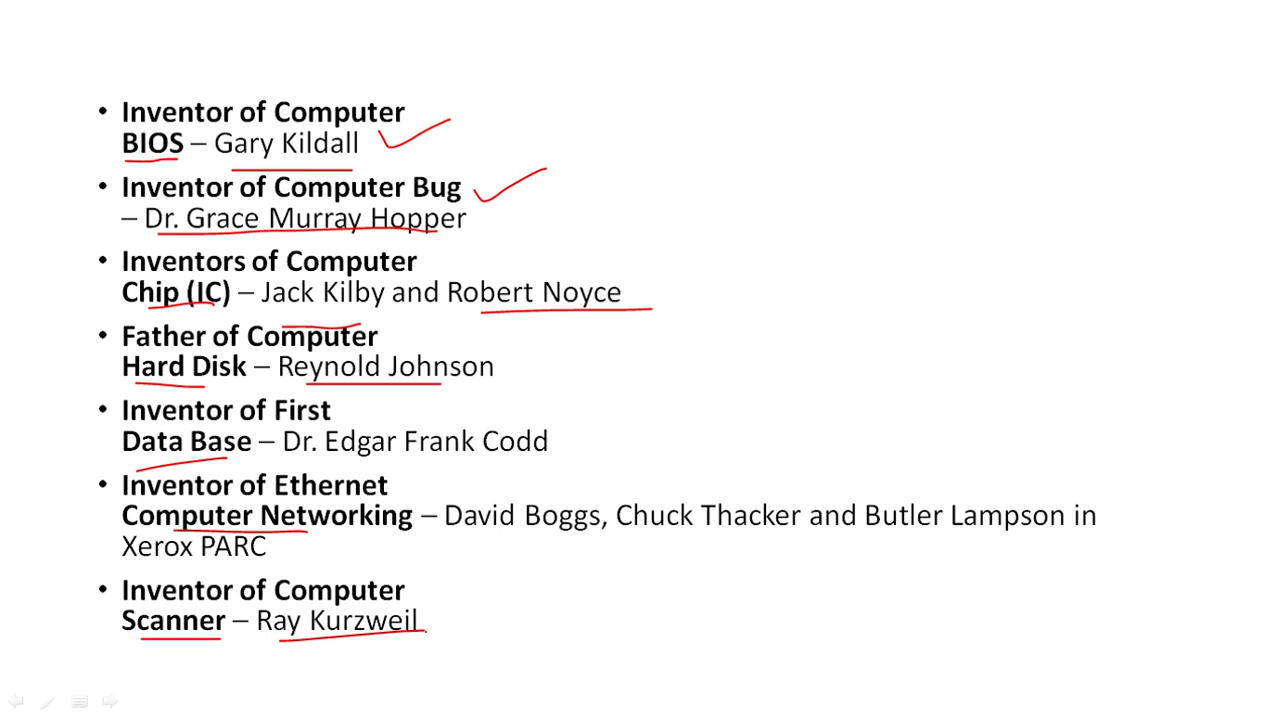 • Inventor of Computer
BIOS – Gary Kildall
• Inventor of Computer Bug
– Dr. Grace Murray Hopper
• Inventors of Computer
Chip (IC) – Jack Kilby and Robert Noyce
• Father of Computer
Hard Disk – Reynold Johnson
• Inventor of First
Data Base – Dr. Edgar Frank Codd
• Inventor of Ethernet
Computer Networking – David Boggs, Chuck Thacker and Butler Lampson in
Xerox PARC
• Inventor of Computer
Scanner – Ray Kurzweil